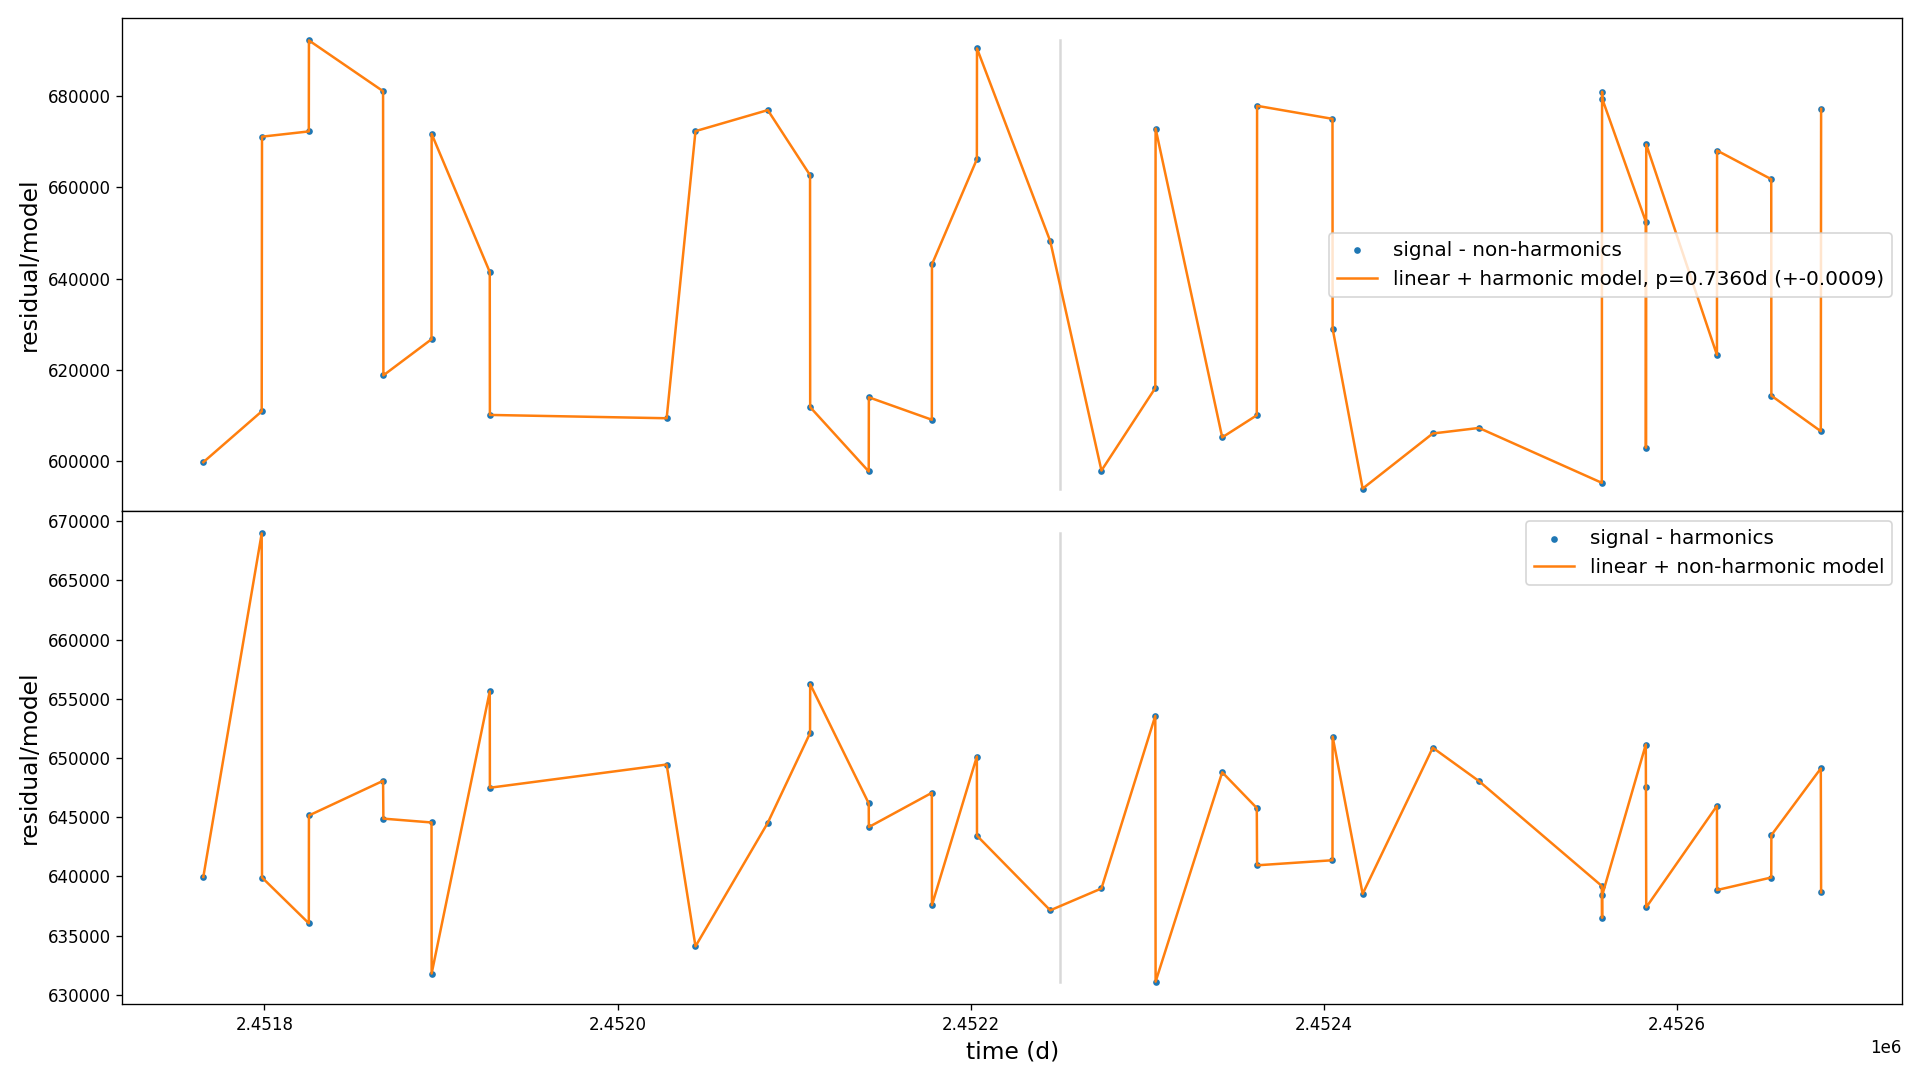 680000
660000
640000
620000
600000
residual/model
signal - non-harmonics
linear + harmonic model, p=0.7360d (+-0.0009)
670000
665000
660000
655000
650000
645000
640000
635000
630000
residual/model
signal - harmonics
linear + non-harmonic model
2.4518
2.4520
2.4522
2.4524
2.4526
time (d)
1e6